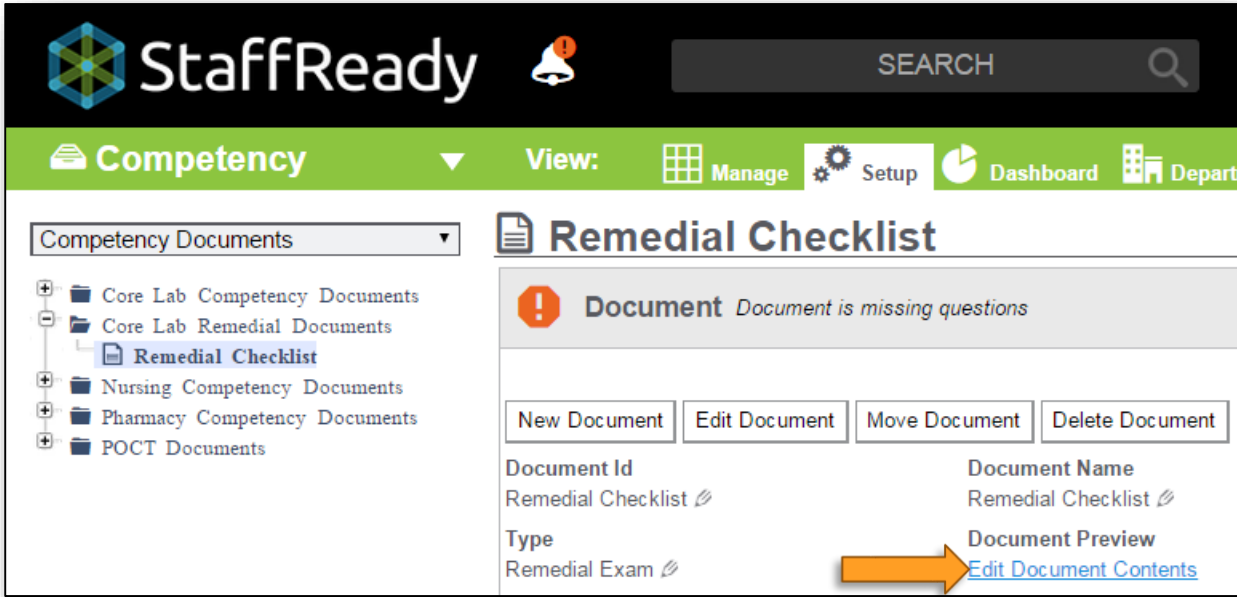 StaffReady
SEARCH
Competency
View:
Manage
Setup
Dashboard
Depart
Competency Documents
Core Lab Competency Documents
Core Lab Remedial Documents
Remedial Checklist
Nursing Competency Documents
Pharmacy Competency Documents
POCT Documents
Remedial Checklist
Document Document is missing questions
New Document Edit Document Move Document Delete Document
Document Id Document Name
Remedial Checklist Remedial Checklist
Type Document Preview
Remedial Exam Edit Document Contents